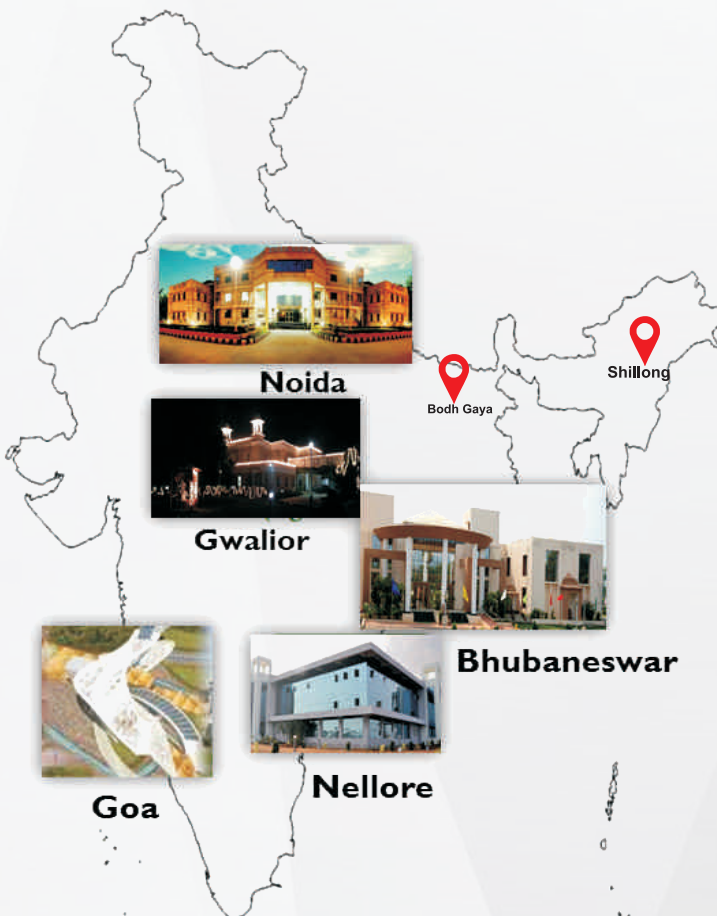 Noida
Shillong
Bodh Gaya
Gwalior
Bhubaneswar
Nellore
Goa